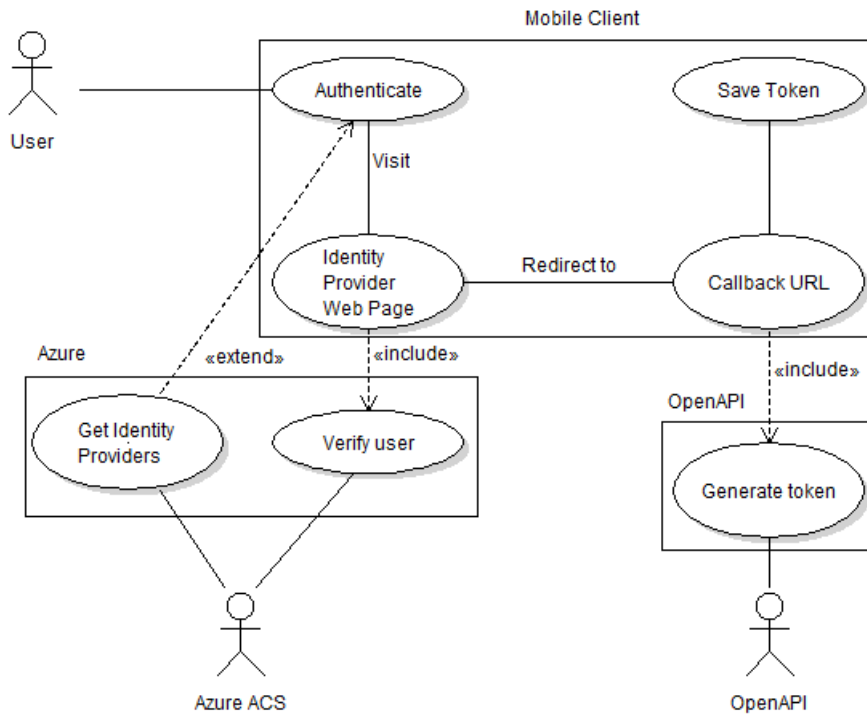 Mobile Client
Authenticate
Save Token
User
Visit
Identity
Provider
Web Page
Redirect to
Callback URL
Azure
«extend»
«include»
«include»
OpenAPI
Get Identity
Providers
Verify user
Generate token
Azure ACS
OpenAPI